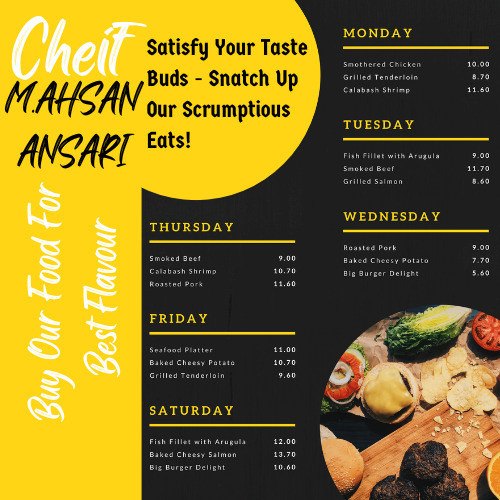 Cheif
M.AHSAN
ANSARI
Satisfy Your Taste
Buds - Snatch Up
Our Scrumptious
Eats!
Buy Our Food For
Best Flavour
MONDAY
Smothered Chicken 10.00
Grilled Tenderloin 8.70
Calabash Shrimp 11.60
TUESDAY
Fish Fillet with Arugula 9.00
Smoked Beef 11.70
Grilled Salmon 8.60
WEDNESDAY
Roasted Pork 9.00
Baked Cheesy Potato 7.70
Big Burger Delight 5.60
THURSDAY
Smoked Beef 9.00
Calabash Shrimp 10.70
Roasted Pork 11.60
FRIDAY
Seafood Platter 11.00
Baked Cheesy Potato 10.70
Grilled Tenderloin 9.60
SATURDAY
Fish Fillet with Arugula 12.00
Baked Cheesy Salmon 13.70
Big Burger Delight 10.60